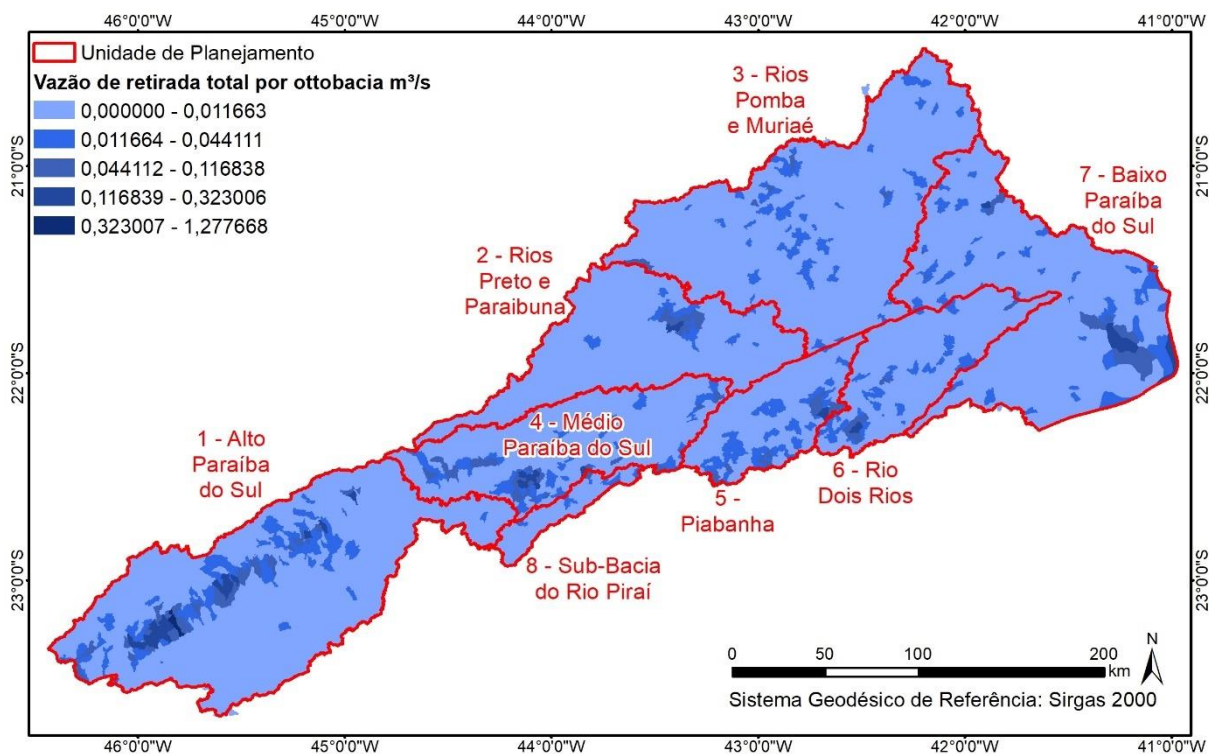 46°0'0"W 45°0'0"W 44°0'0"W 43°0'0"W 42°0'0"W 41°0'0"W
Unidade de Planejamento
Vazão de retirada total por ottobacia m³/s
0,000000 - 0,011663
0,011664 - 0,044111
0,044112 - 0,116838
0,116839 - 0,323006
0,323007 - 1,277668
3 - Rios
Pomba
e Muriaé
21°0'0"S
21°0'0"S
7 - Baixo
Paraíba
do Sul
2 - Rios
Preto e
Paraibuna
22°0'0"S
22°0'0"S
4 - Médio
Paraíba do Sul
1 - Alto
Paraíba
do Sul
6 - Rio
Dois Rios
5 -
Piabanha
8 - Sub-Bacia
do Rio Piraí
23°0'0"S
23°0'0"S
0 50 100 200
km
N
Sistema Geodésico de Referência: Sirgas 2000
46°0'0"W 45°0'0"W 44°0'0"W 43°0'0"W 42°0'0"W 41°0'0"W